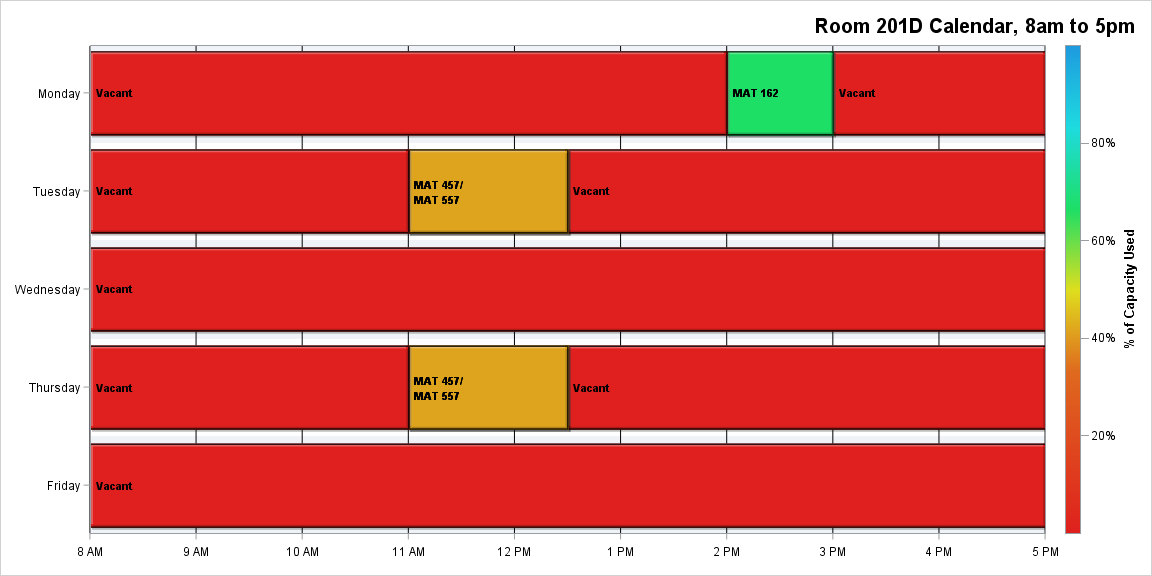 Room 201D Calendar, 8am to 5pm
Monday
Vacant
MAT 162
Vacant
Tuesday
Vacant
MAT 457/
MAT 557
Vacant
Wednesday
Vacant
Thursday
Vacant
MAT 457/
MAT 557
Vacant
Friday
Vacant
8 AM
9 AM
10 AM
11 AM
12 PM
1 PM
2 PM
3 PM
4 PM
5 PM
80%
60%
40%
20%
% of Capacity Used